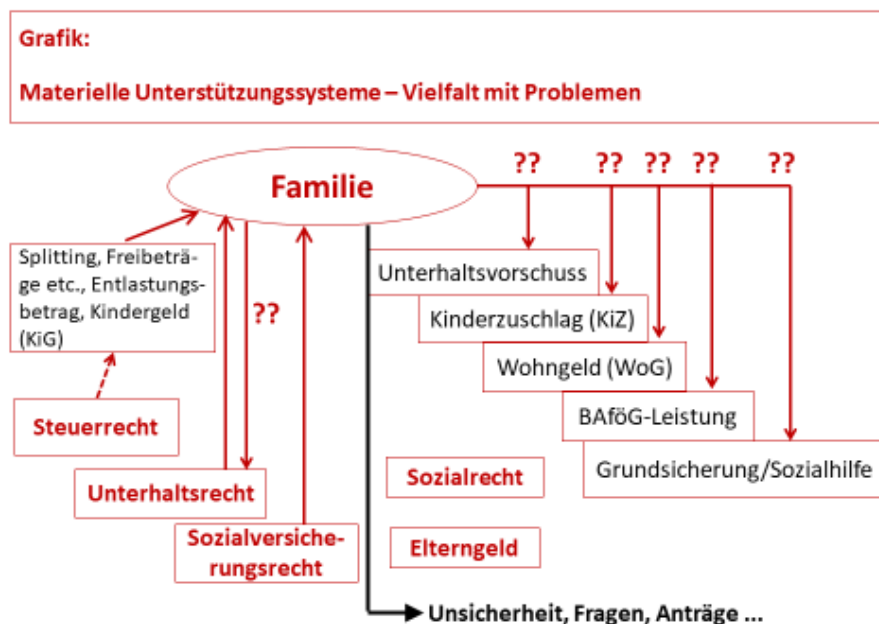 Grafik:
Materielle Unterstützungssysteme – Vielfalt mit Problemen
?? ?? ?? ?? ??
Familie
Splitting, Freibeträ-
ge etc., Entlastungs-
betrag, Kindergeld
(KiG)
??
Unterhaltsvorschuss
Kinderzuschlag (KiZ)
Wohngeld (WoG)
BAföG-Leistung
Grundsicherung/Sozialhilfe
Steuerrecht
Unterhaltsrecht
Sozialversiche-
rungsrecht
Sozialrecht
Elterngeld
Unsicherheit, Fragen, Anträge ...